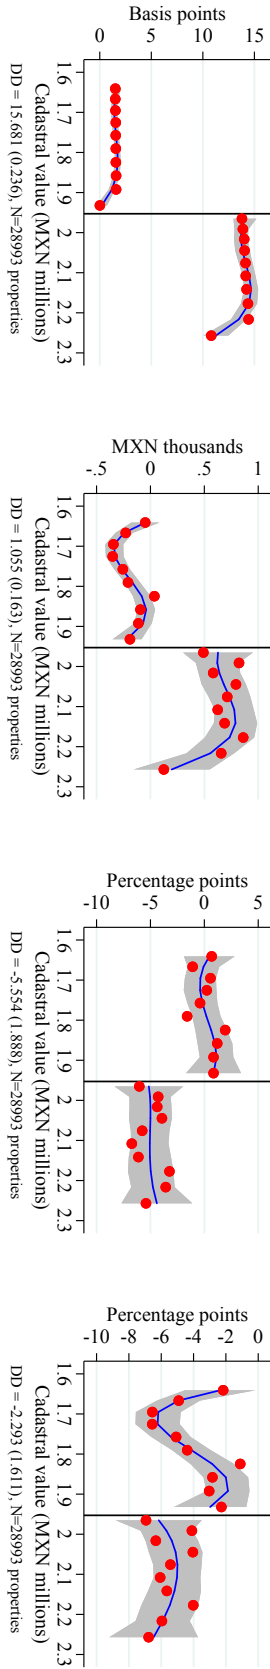 Basis points
0 5 10 15
1.6 1.7 1.8 1.9 2 2.1 2.2 2.3
Cadastral value (MXN millions)
DD = 15.681 (0.236), N=28993 properties
MXN thousands
-.5 0 .5 1
1.6 1.7 1.8 1.9 2 2.1 2.2 2.3
Cadastral value (MXN millions)
DD = 1.055 (0.163), N=28993 properties
Percentage points
-10 -5 0 5
1.6 1.7 1.8 1.9 2 2.1 2.2 2.3
Cadastral value (MXN millions)
DD = -5.554 (1.888), N=28993 properties
Percentage points
-10 -8 -6 -4 -2 0
1.6 1.7 1.8 1.9 2 2.1 2.2 2.3
Cadastral value (MXN millions)
DD = -2.293 (1.611), N=28993 properties